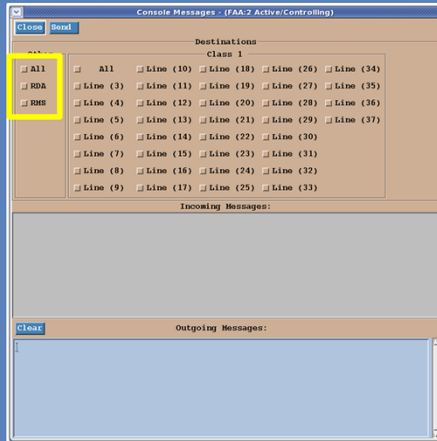 Console Messages - (FAA:2 Active/Controlling)
Close Send
Destinations
Other Class 1
All All Line (10) Line (18) Line (26) Line (34)
RDA Line (3) Line (11) Line (19) Line (27) Line (35)
RMS Line (4) Line (12) Line (20) Line (28) Line (36)
Line (5) Line (13) Line (21) Line (29) Line (37)
Line (6) Line (14) Line (22) Line (30)
Line (7) Line (15) Line (23) Line (31)
Line (8) Line (16) Line (24) Line (32)
Line (9) Line (17) Line (25) Line (33)
Incoming Messages:
Clear Outgoing Messages: